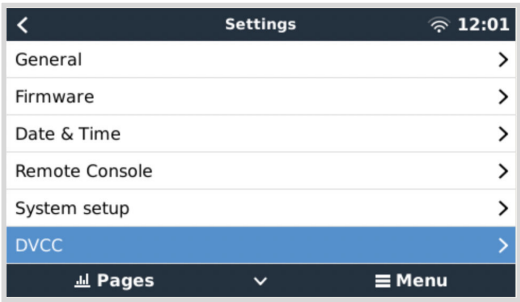 Settings 12:01
General
Firmware
Date & Time
Remote Console
System setup
DVCC
Pages Menu